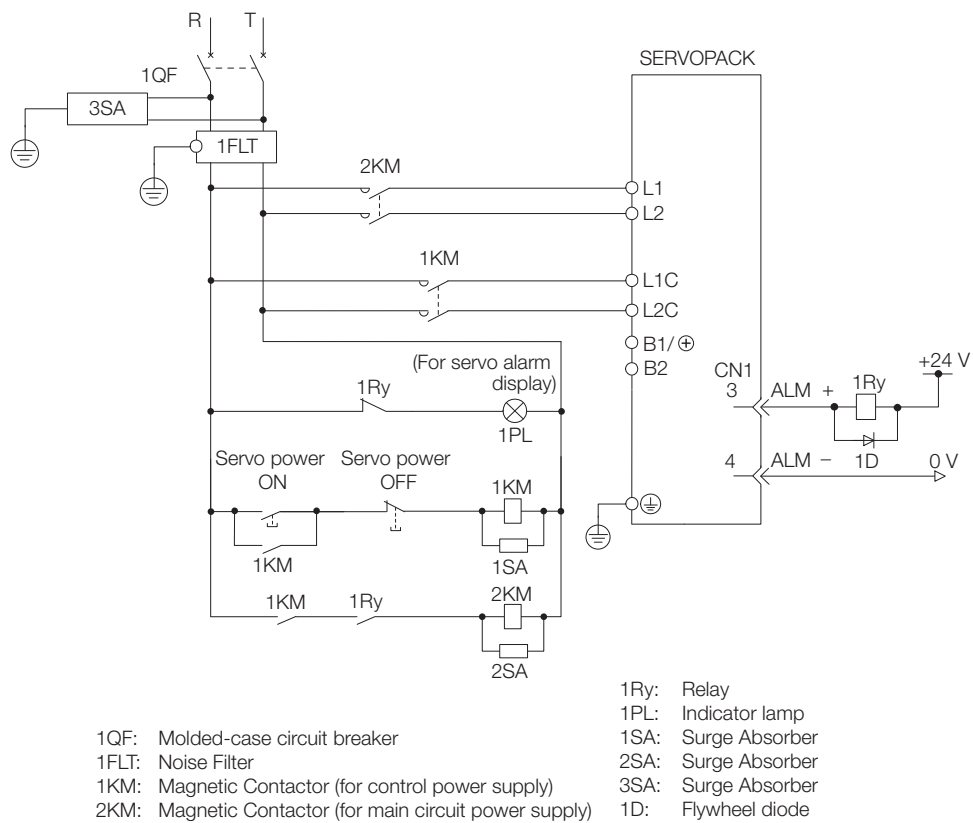 R T
1QF
SERVOPACK
3SA
1FLT
2KM
L1
L2
1KM
L1C
L2C
B1/⊕
B2
(For servo alarm
display)
1Ry
1PL
CN1
3 ALM +
1Ry
+24 V
1D
4 ALM −
0 V
Servo power
ON
Servo power
OFF
1KM
1KM
1SA
1KM
1Ry
2KM
2SA
1QF: Molded-case circuit breaker
1FLT: Noise Filter
1KM: Magnetic Contactor (for control power supply)
2KM: Magnetic Contactor (for main circuit power supply)
1Ry: Relay
1PL: Indicator lamp
1SA: Surge Absorber
2SA: Surge Absorber
3SA: Surge Absorber
1D: Flywheel diode